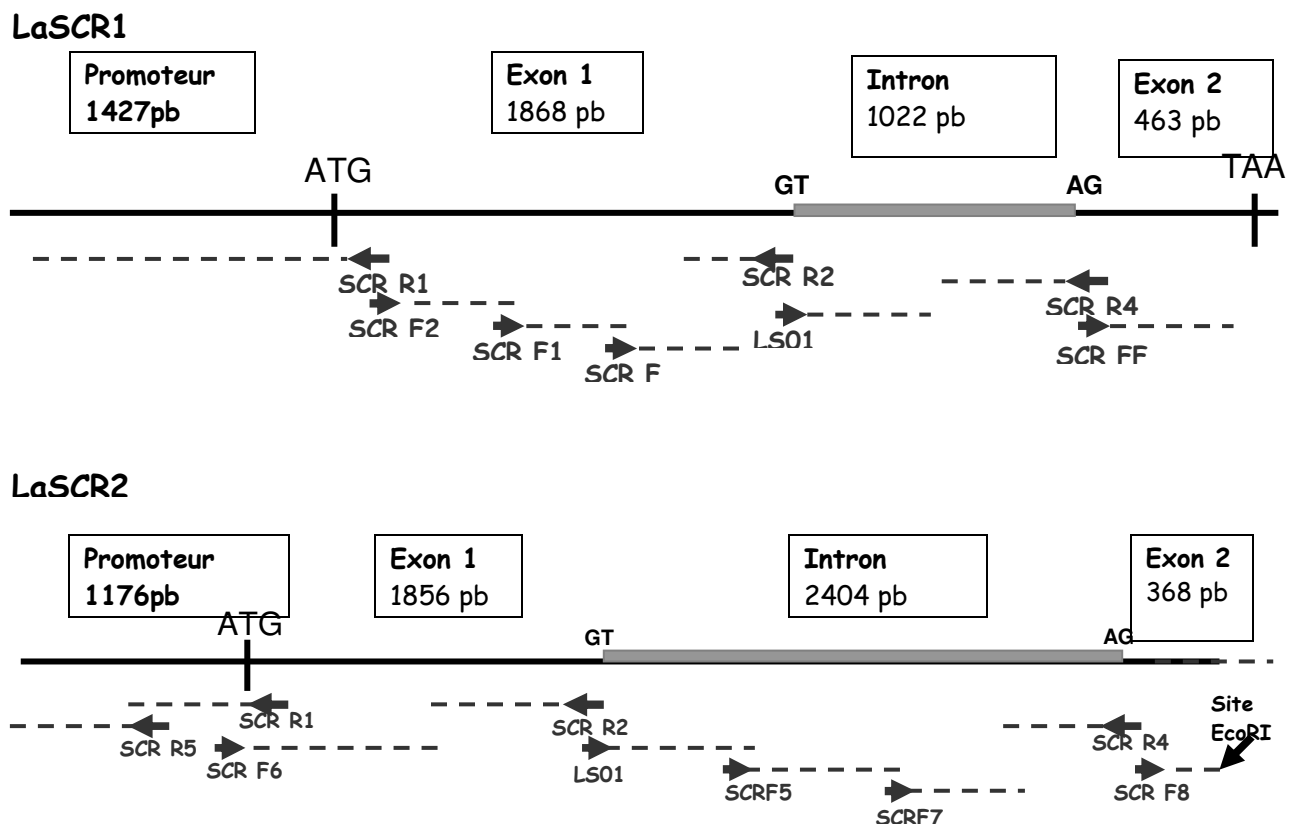 LaSCR1
Promoteur
1427pb
Exon 1
1868 pb
Intron
1022 pb
Exon 2
463 pb
ATG
GT
AG
TAA
SCR R1
SCR F2
SCR F1
SCR F
SCR R2
LS01
SCR R4
SCR FF
LaSCR2
Promoteur
1176pb
Exon 1
1856 pb
Intron
2404 pb
Exon 2
368 pb
ATG
GT
AG
SCR R1
SCR R5
SCR F6
SCR R2
LS01
SCRF5
SCRF7
SCR R4
SCR F8
Site
EcoRI